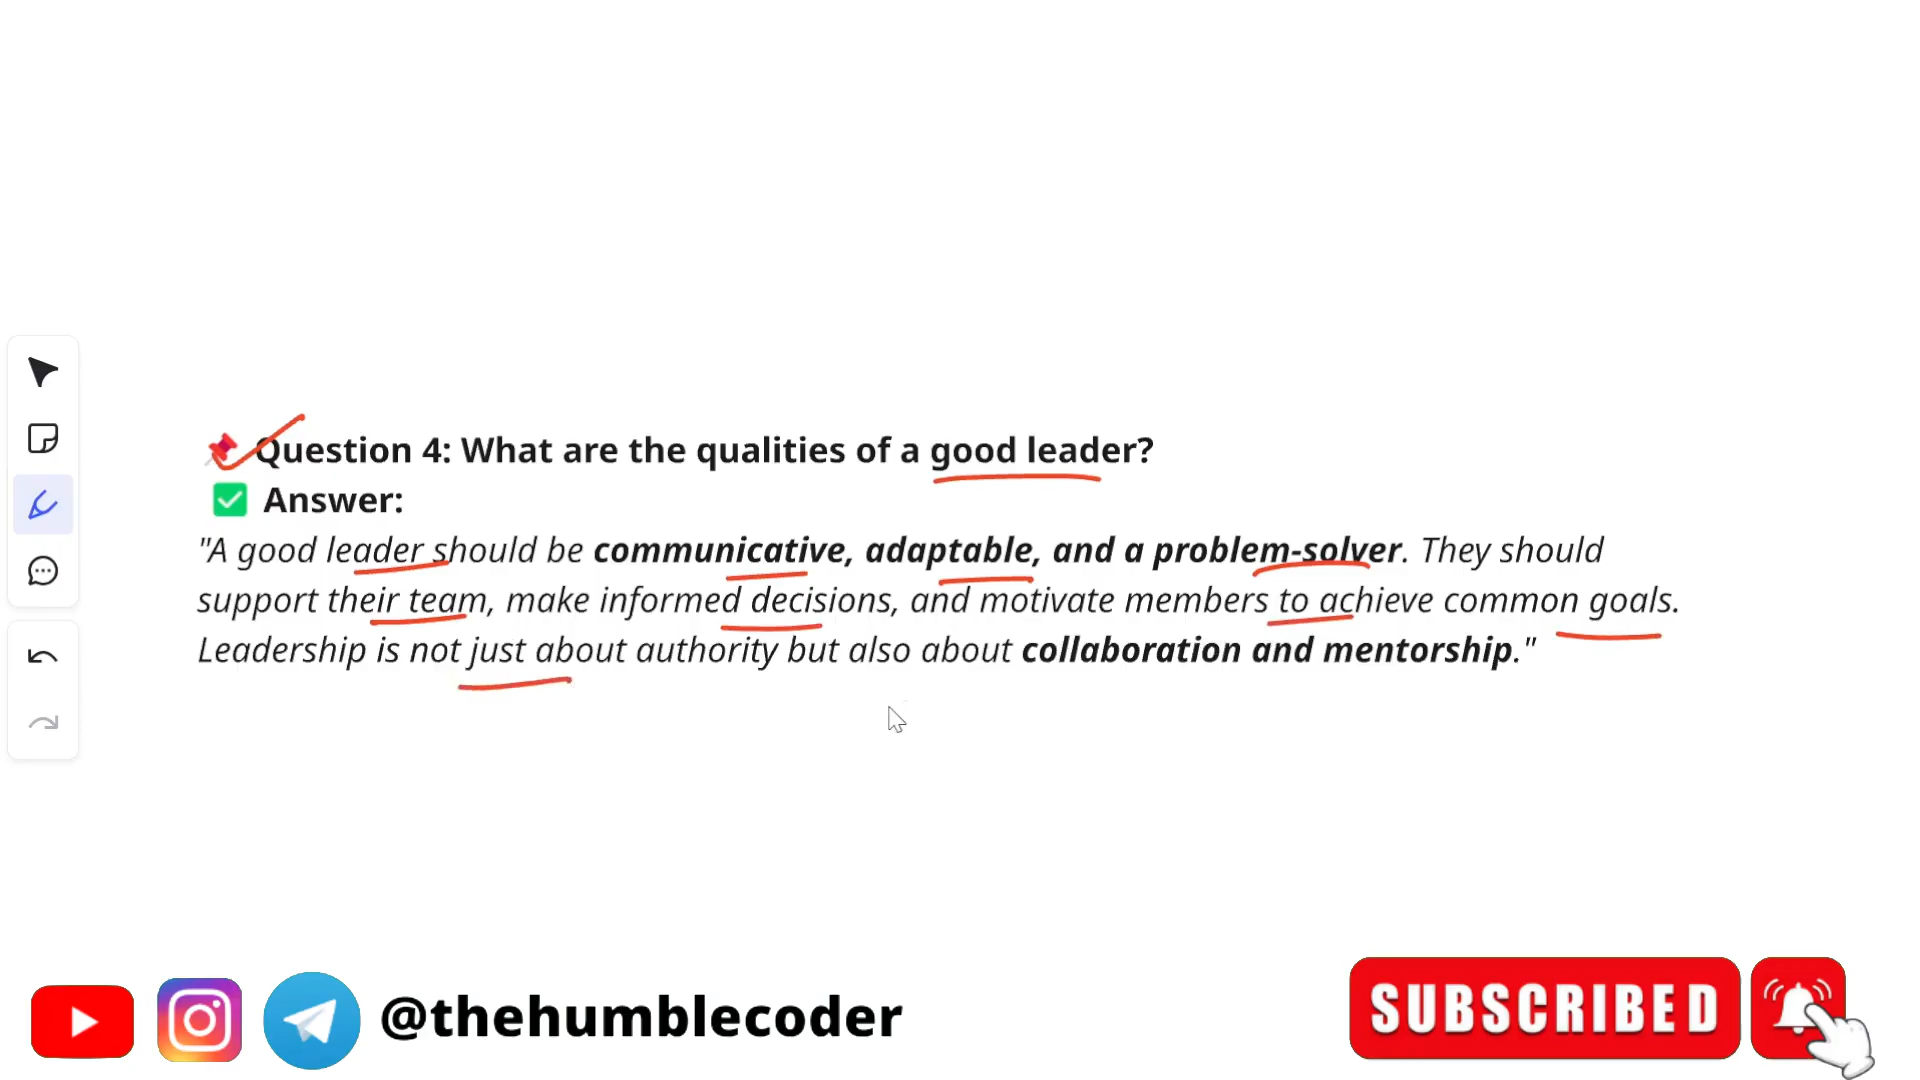 Question 4: What are the qualities of a good leader?
Answer:
"A good leader should be communicative, adaptable, and a problem-solver. They should
support their team, make informed decisions, and motivate members to achieve common goals.
Leadership is not just about authority but also about collaboration and mentorship."
@thehumblecoder
SUBSCRIBED